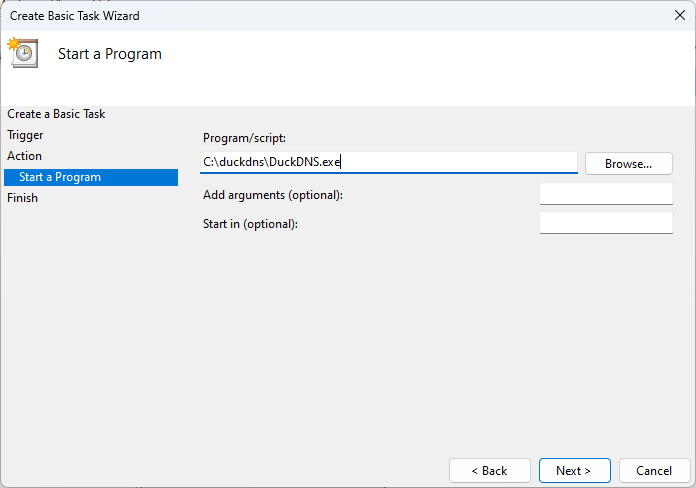 Create Basic Task Wizard
Start a Program
Create a Basic Task
Trigger
Action
Start a Program
Finish
Program/script:
C:\duckdns\DuckDNS.exe
Browse...
Add arguments (optional):
Start in (optional):
< Back
Next >
Cancel